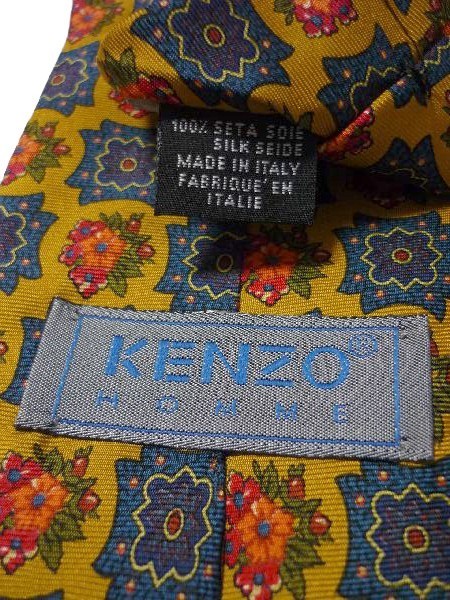 100% SETA SOIE
SILK SEIDE
MADE IN ITALY
FABRIQUE' EN
ITALIE
KENZO®
HOMME